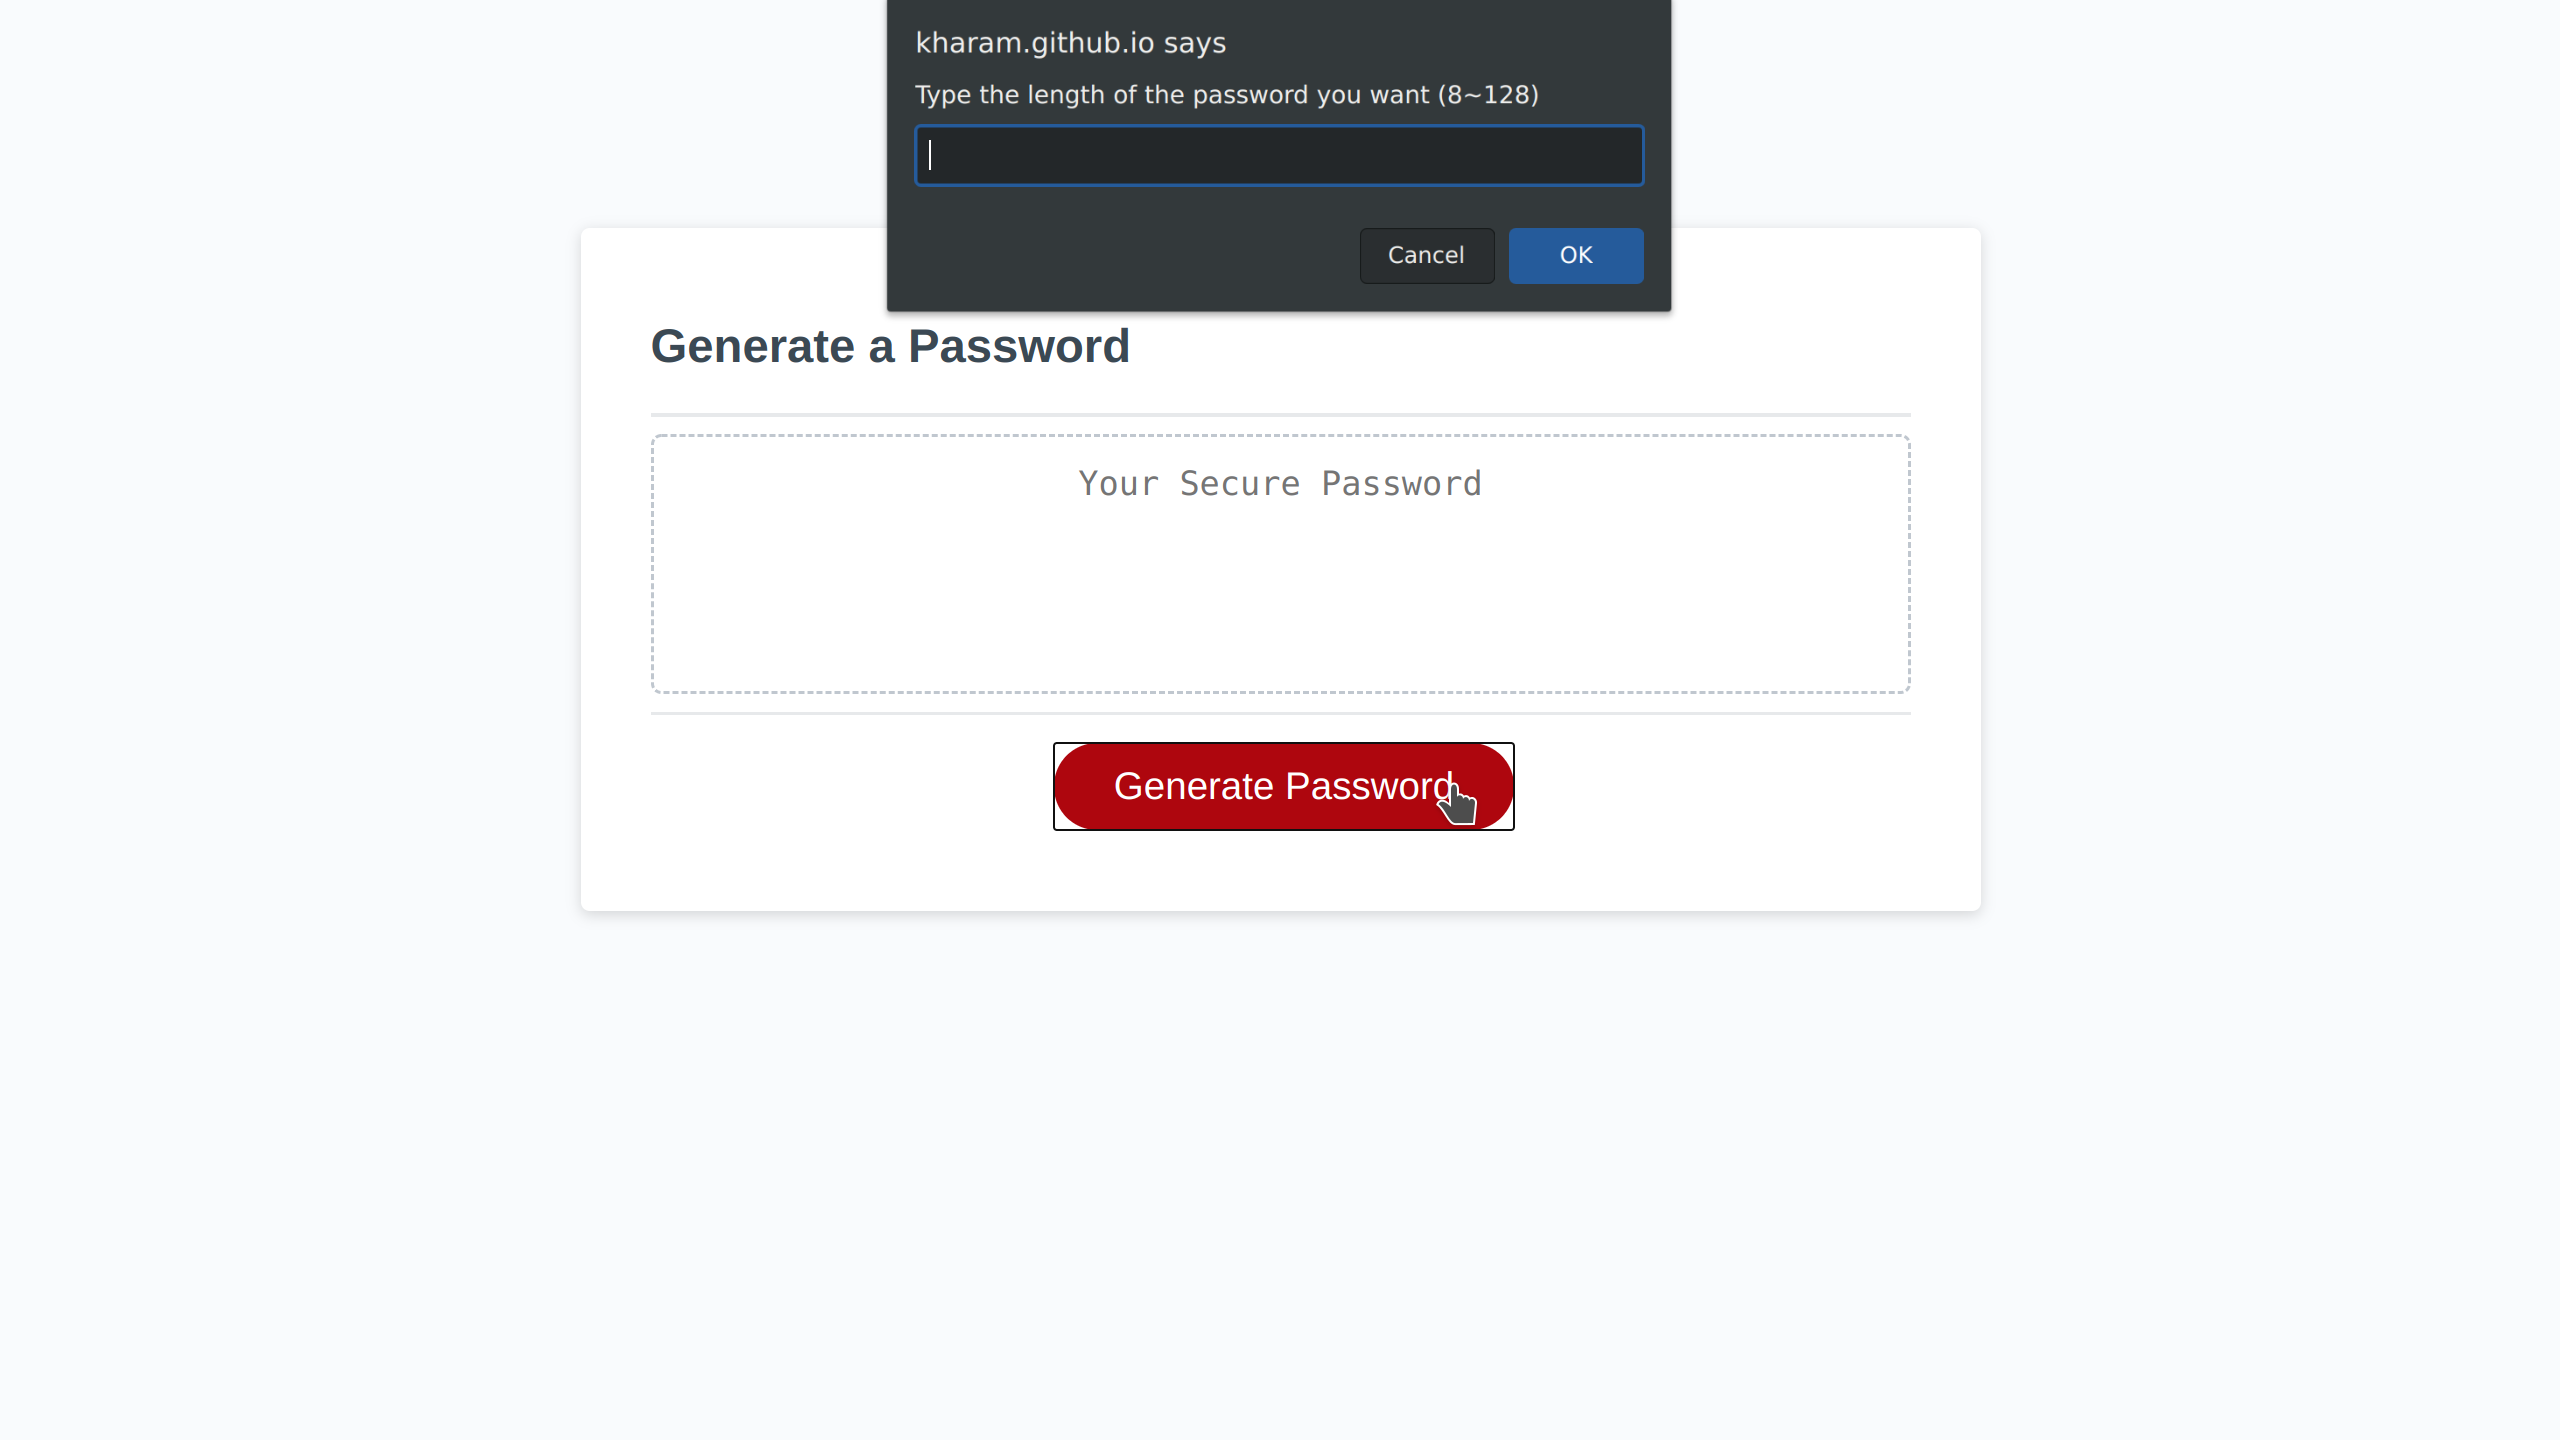 kharam.github.io says
Type the length of the password you want (8~128)
Cancel OK
Generate a Password
Your Secure Password
Generate Password